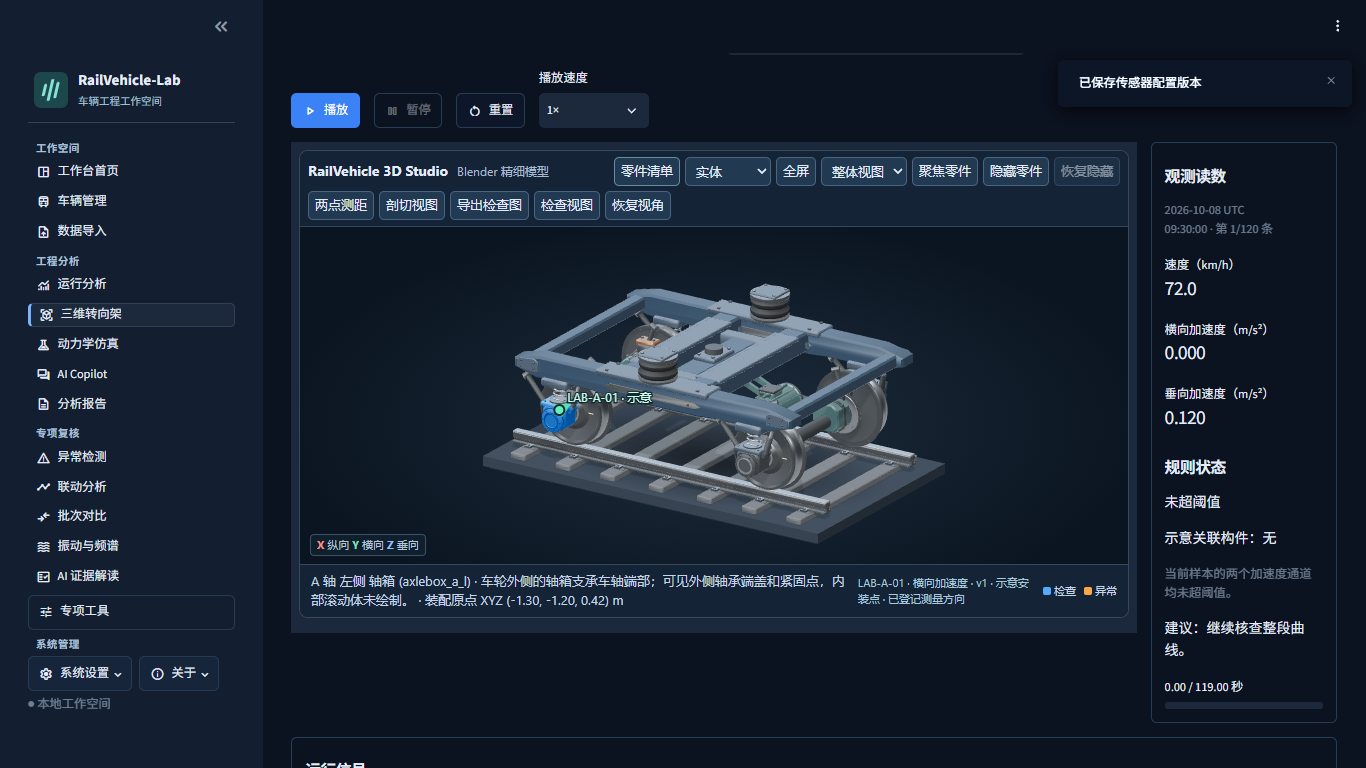 RailVehicle-Lab
车辆工程工作空间
工作空间
工作台首页
车辆管理
数据导入
工程分析
运行分析
三维转向架
动力学仿真
AI Copilot
分析报告
专项复核
异常检测
联动分析
批次对比
振动与频谱
AI 证据解读
专项工具
系统管理
系统设置
关于
本地工作空间
播放速度
播放
暂停
重置
1×
已保存传感器配置版本
RailVehicle 3D Studio Blender 精细模型
零件清单 实体 全屏 整体视图 聚焦零件 隐藏零件 恢复隐藏
两点测距 剖切视图 导出检查图 检查视图 恢复视角
LAB-A-01 · 示意
X 纵向 Y 横向 Z 垂向
A 轴 左侧 轴箱 (axlebox_a_l) · 车轮外侧的轴箱支承车轴端部；可见外侧轴承端盖和紧固点，内
部滚动体未绘制。 · 装配原点 XYZ (-1.30, -1.20, 0.42) m
LAB-A-01 · 横向加速度 · v1 · 示意安
装点 · 已登记测量方向
检查 异常
观测读数
2026-10-08 UTC
09:30:00 · 第 1/120 条
速度（km/h）
72.0
横向加速度（m/s²）
0.000
垂向加速度（m/s²）
0.120
规则状态
未超阈值
示意关联构件：无
当前样本的两个加速度通道
均未超阈值。
建议：继续核查整段曲
线。
0.00 / 119.00 秒